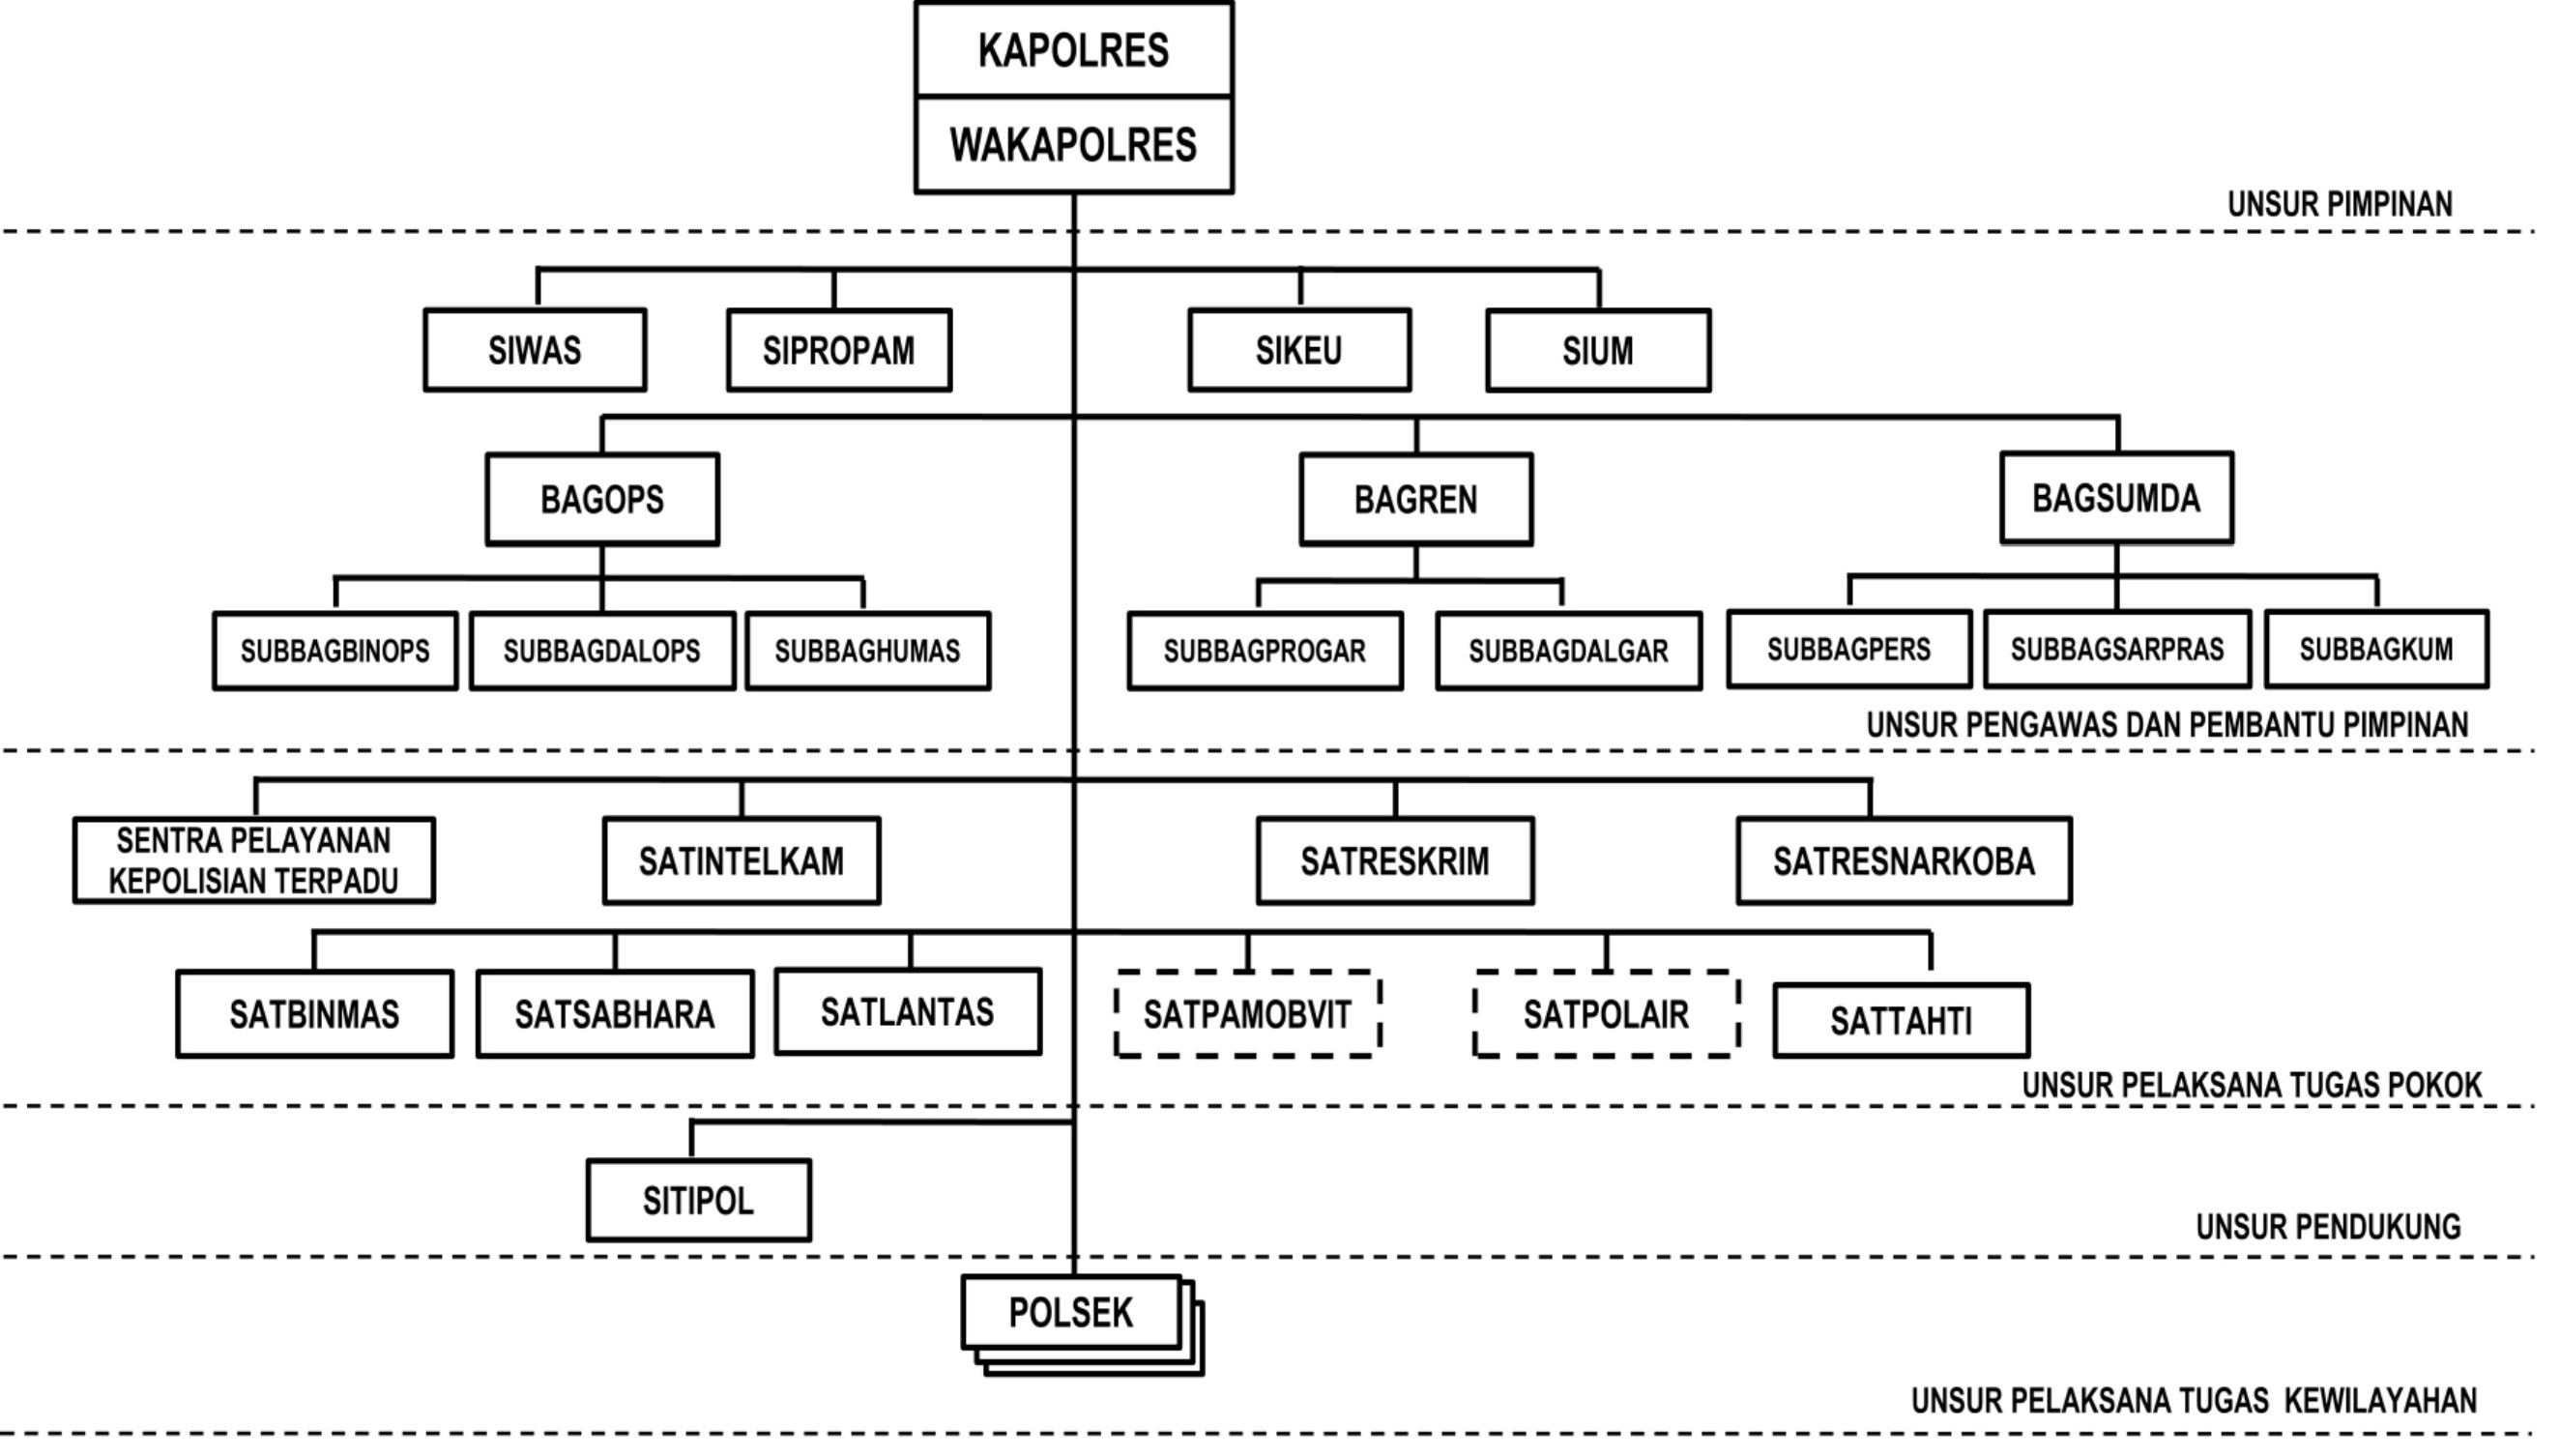 KAPOLRES
WAKAPOLRES
UNSUR PIMPINAN
SIWAS
SIPROPAM
SIKEU
SIUM
BAGOPS
BAGREN
BAGSUMDA
SUBBAGBINOPS
SUBBAGDALOPS
SUBBAGHUMAS
SUBBAGPROGAR
SUBBAGDALGAR
SUBBAGPERS
SUBBAGSARPRAS
SUBBAGKUM
UNSUR PENGAWAS DAN PEMBANTU PIMPINAN
SENTRA PELAYANAN
KEPOLISIAN TERPADU
SATINTELKAM
SATRESKRIM
SATRESNARKOBA
SATBINMAS
SATSABHARA
SATLANTAS
SATPAMOBVIT
SATPOLAIR
SATTAHTI
UNSUR PELAKSANA TUGAS POKOK
SITIPOL
UNSUR PENDUKUNG
POLSEK
UNSUR PELAKSANA TUGAS KEWILAYAHAN